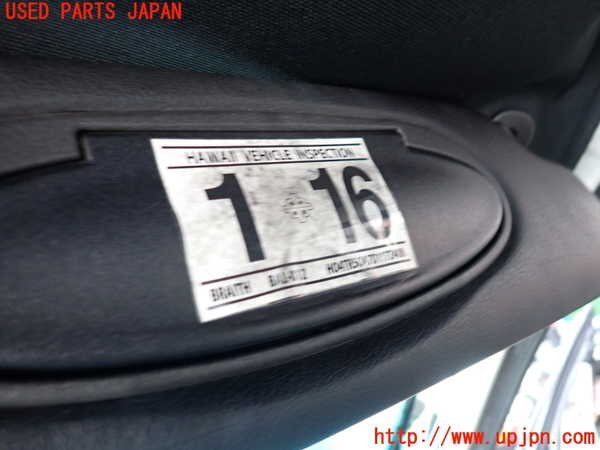 USED PARTS JAPAN
HAWAII VEHICLE INSPECTION
1 16
BRAITH
http://www.upjpn.com/